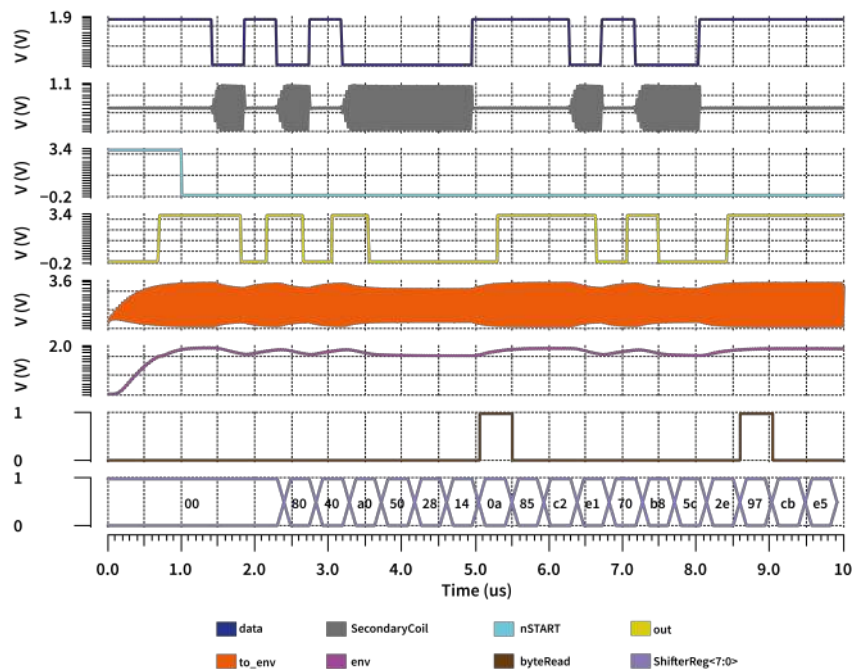 1.9
V (V)
1.1
V (V)
3.4
V (V)
−0.2
3.4
V (V)
−0.2
3.6
V (V)
2.0
V (V)
1
0
1
00 80 40 a0 50 28 14 0a 85 c2 e1 70 b8 5c 2e 97 cb e5
0
0.0 1.0 2.0 3.0 4.0 5.0 6.0 7.0 8.0 9.0 10
Time (us)
data SecondaryCoil nSTART out
to_env env byteRead ShifterReg<7:0>